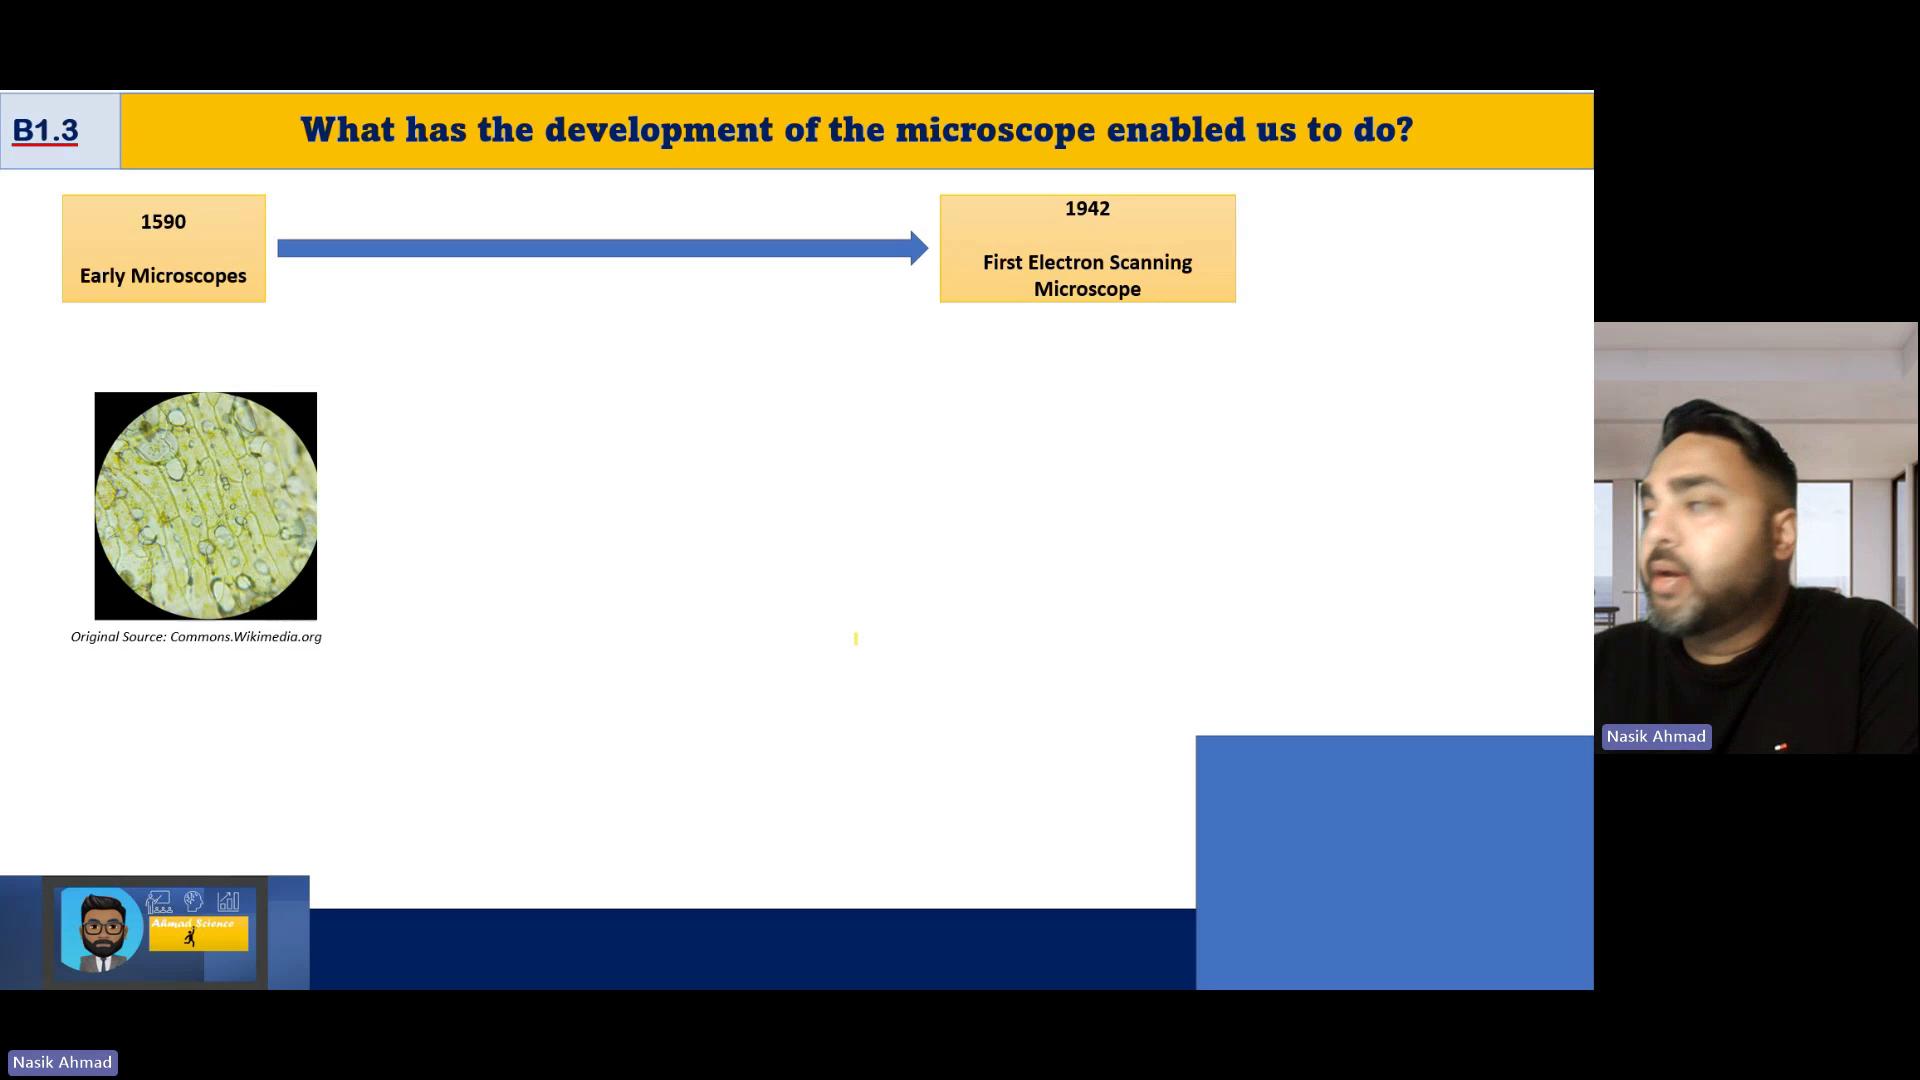 B1.3
What has the development of the microscope enabled us to do?
1590
Early Microscopes
1942
First Electron Scanning
Microscope
Original Source: Commons.Wikimedia.org
Nasik Ahmad
Ahmad Science
Nasik Ahmad